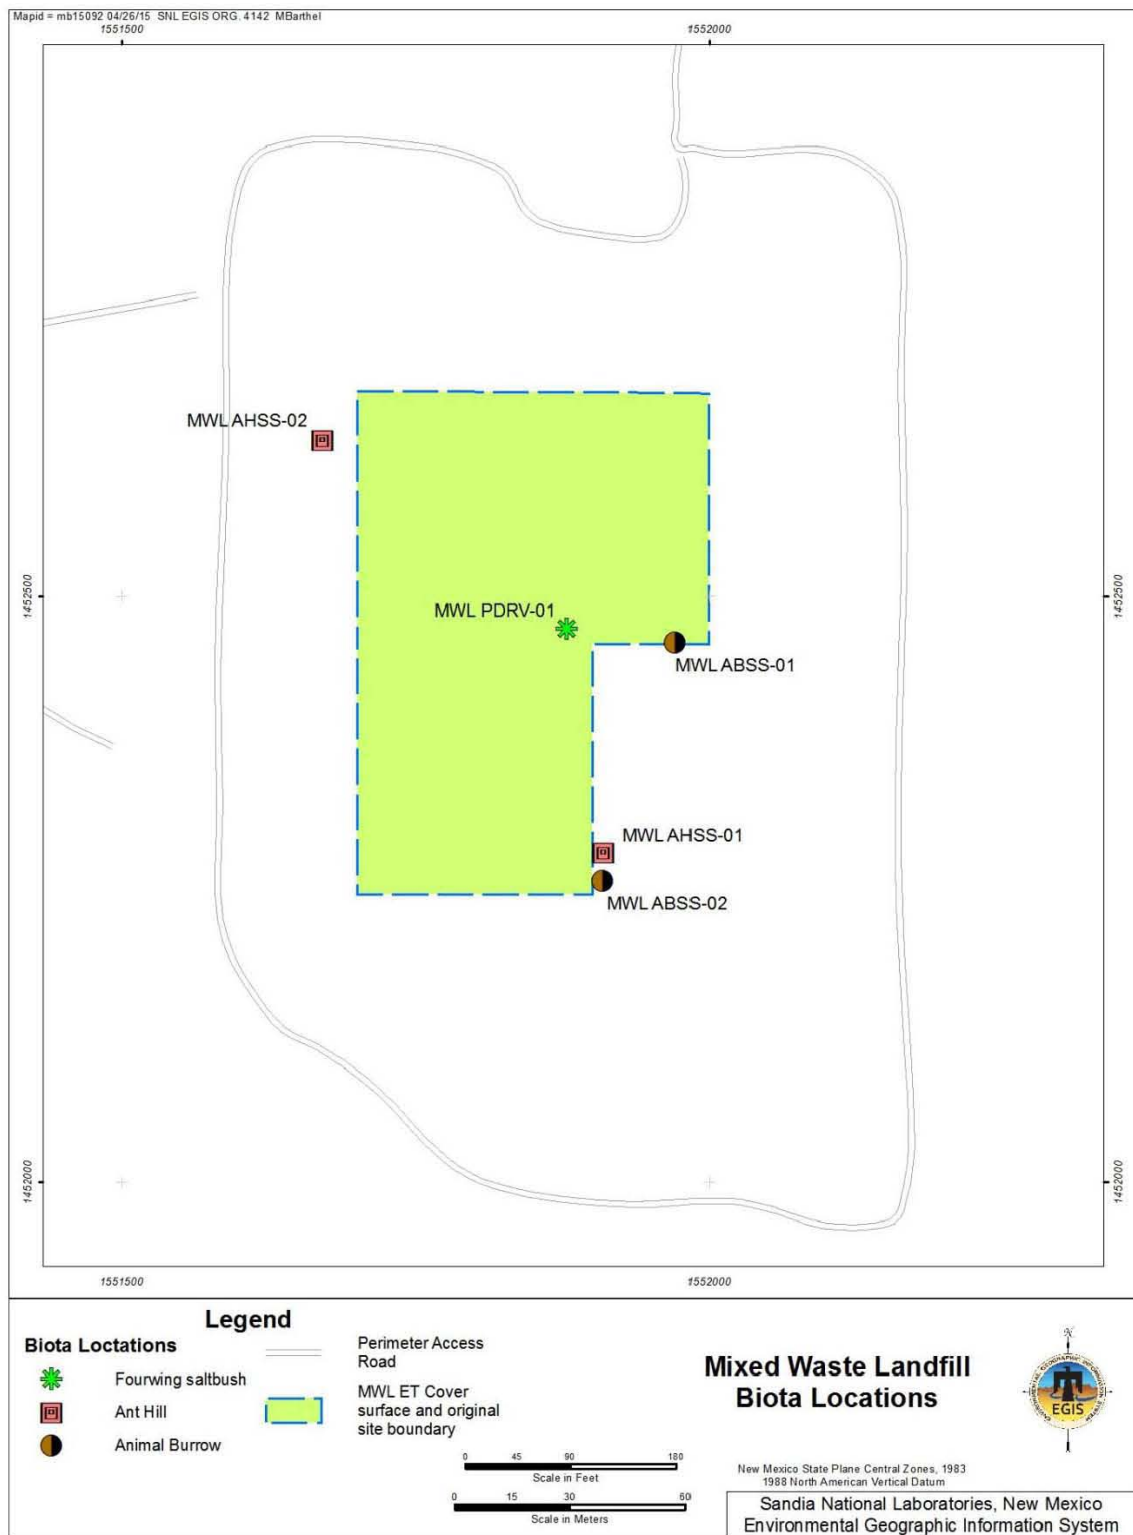 Mapid = mb15092 04/26/15 SNL EGIS ORG. 4142 MBarthel
1551500
1552000
MWL AHSS-02
1452500
1452500
MWL PDRV-01
MWL ABSS-01
MWL AHSS-01
MWL ABSS-02
1452000
1452000
1551500
1552000
Legend
Biota Loctations
Fourwing saltbush
Ant Hill
Animal Burrow
Perimeter Access
Road
MWL ET Cover
surface and original
site boundary
0 45 90 180
Scale in Feet
0 15 30 60
Scale in Meters
Mixed Waste Landfill
Biota Locations
N
ENVIRONMENTAL GEOGRAPHIC INFORMATION SYSTEM
EGIS
New Mexico State Plane Central Zones, 1983
1988 North American Vertical Datum
Sandia National Laboratories, New Mexico
Environmental Geographic Information System